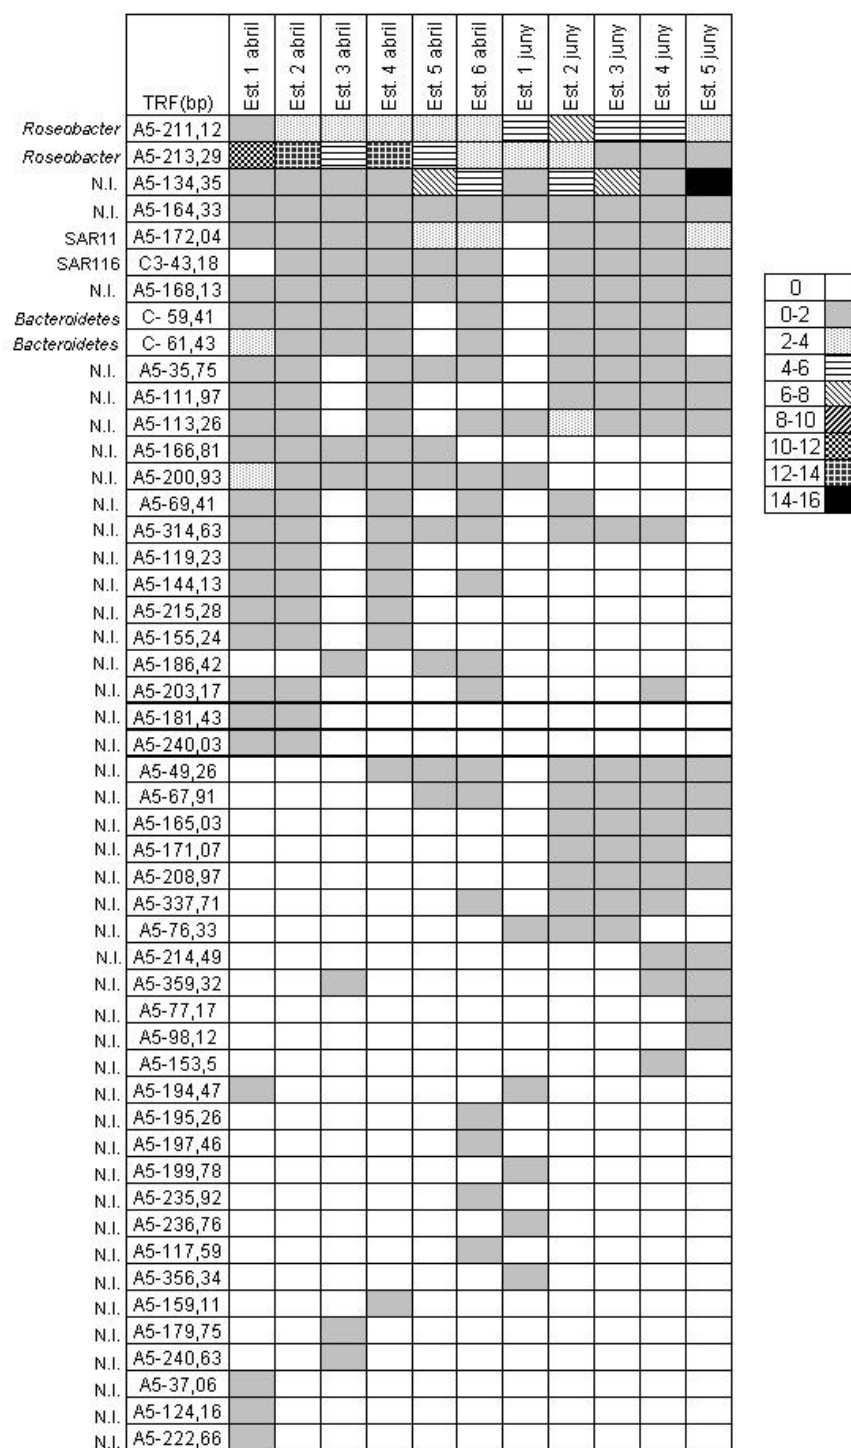 TRF(bp) Est. 1 abril Est. 2 abril Est. 3 abril Est. 4 abril Est. 5 abril Est. 6 abril Est. 1 juny Est. 2 juny Est. 3 juny Est. 4 juny Est. 5 juny
Roseobacter A5-211,12
Roseobacter A5-213,29
N.I. A5-134,35
N.I. A5-164,33
SAR11 A5-172,04
SAR116 C3-43,18
N.I. A5-168,13
Bacteroidetes C- 59,41
Bacteroidetes C- 61,43
N.I. A5-35,75
N.I. A5-111,97
N.I. A5-113,26
N.I. A5-166,81
N.I. A5-200,93
N.I. A5-69,41
N.I. A5-314,63
N.I. A5-119,23
N.I. A5-144,13
N.I. A5-215,28
N.I. A5-155,24
N.I. A5-186,42
N.I. A5-203,17
N.I. A5-181,43
N.I. A5-240,03
N.I. A5-49,26
N.I. A5-67,91
N.I. A5-165,03
N.I. A5-171,07
N.I. A5-208,97
N.I. A5-337,71
N.I. A5-76,33
N.I. A5-214,49
N.I. A5-359,32
N.I. A5-77,17
N.I. A5-98,12
N.I. A5-153,5
N.I. A5-194,47
N.I. A5-195,26
N.I. A5-197,46
N.I. A5-199,78
N.I. A5-235,92
N.I. A5-236,76
N.I. A5-117,59
N.I. A5-356,34
N.I. A5-159,11
N.I. A5-179,75
N.I. A5-240,63
N.I. A5-37,06
N.I. A5-124,16
N.I. A5-222,66
0
0-2
2-4
4-6
6-8
8-10
10-12
12-14
14-16